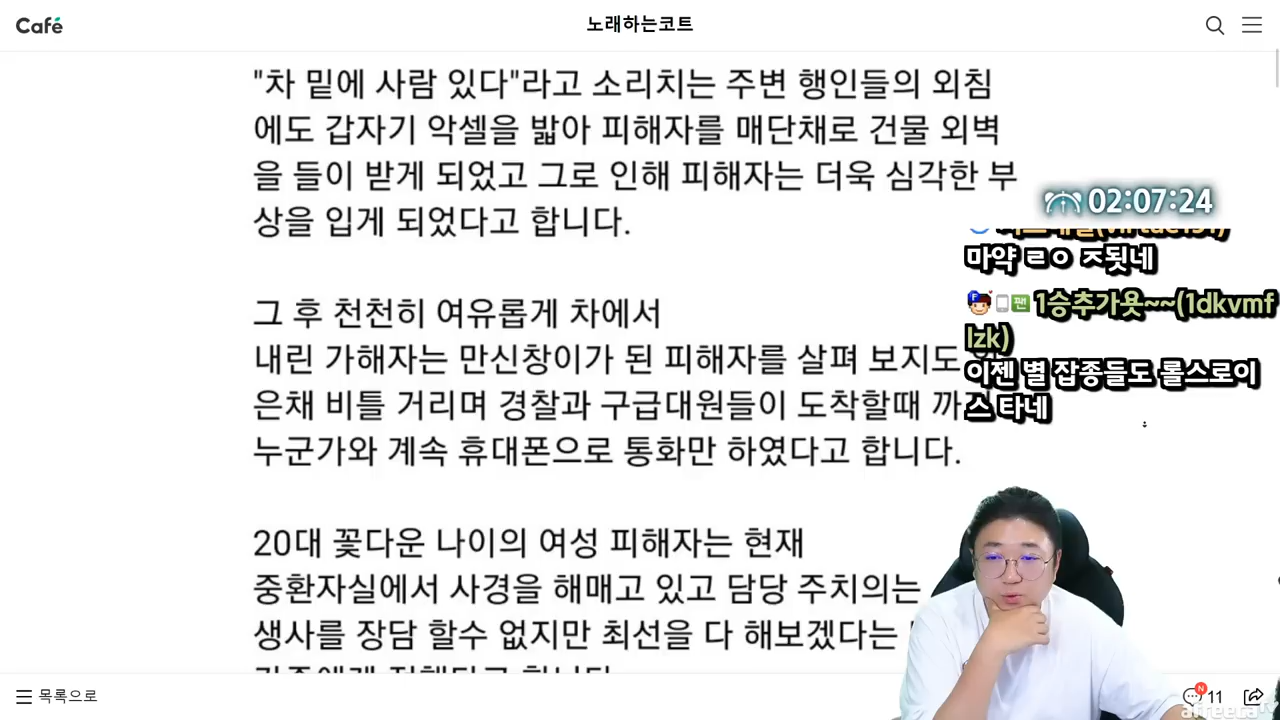 Café
노래하는코트
"차 밑에 사람 있다"라고 소리치는 주변 행인들의 외침
에도 갑자기 악셀을 밟아 피해자를 매단채로 건물 외벽
을 들이 받게 되었고 그로 인해 피해자는 더욱 심각한 부
상을 입게 되었다고 합니다.
그 후 천천히 여유롭게 차에서
내린 가해자는 만신창이가 된 피해자를 살펴 보지도
은채 비틀 거리며 경찰과 구급대원들이 도착할때 까
누군가와 계속 휴대폰으로 통화만 하였다고 합니다.
20대 꽃다운 나이의 여성 피해자는 현재
중환자실에서 사경을 해매고 있고 담당 주치의는
생사를 장담 할수 없지만 최선을 다 해보겠다는
02:07:24
마약 ㄹㅇ ㅈ됫네
팬 1승추가욧~~(1dkvmf
lzk)
이젠 별 잡종들도 롤스로이
스 타네
목록으로
N
11
afreecaTV